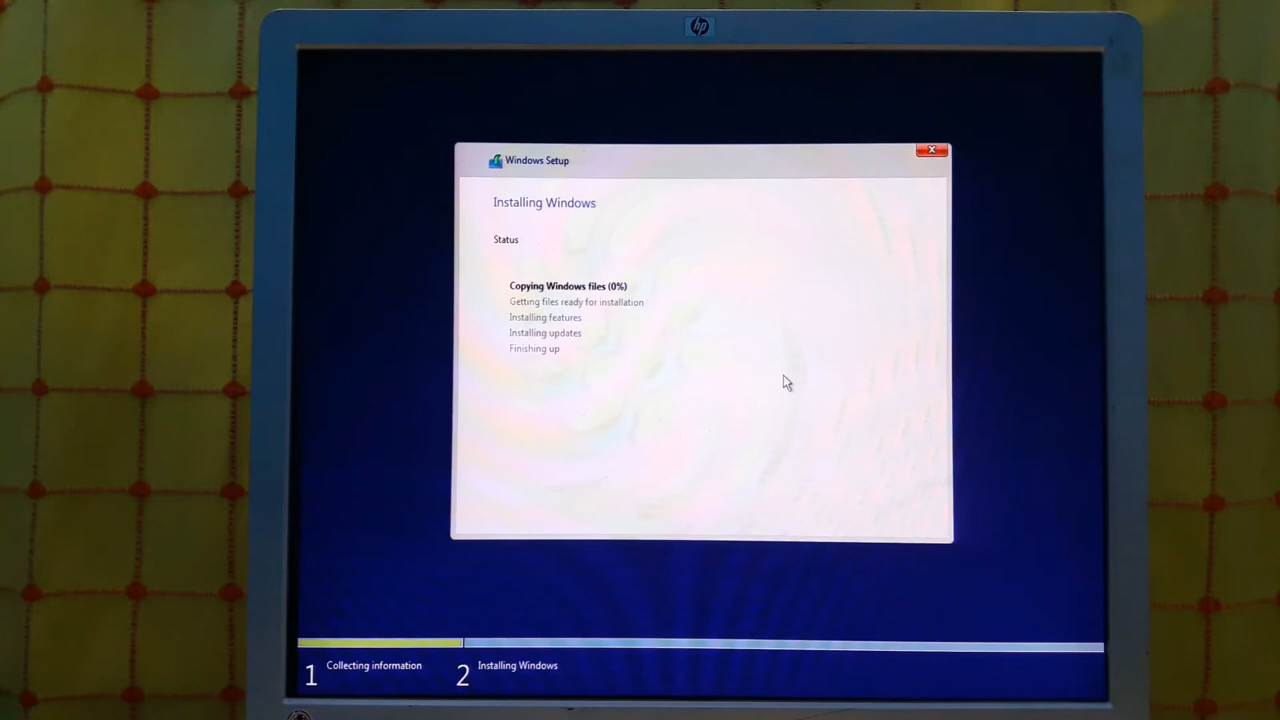 hp
Windows Setup
Installing Windows
Status
Copying Windows files (0%)
Getting files ready for installation
Installing features
Installing updates
Finishing up
1 Collecting information
2 Installing Windows